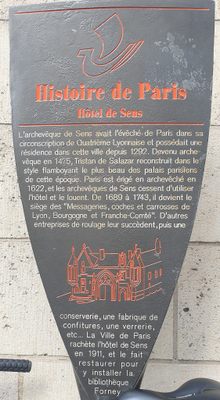 Histoire de Paris
Hôtel de Sens
L'archevêque de Sens avait l'évêché de Paris dans sa
circonscription de Quatrième Lyonnaise et possédait une
résidence dans cette ville depuis 1292. Devenu arche-
vêque en 1475, Tristan de Salazar reconstruit dans le
style flamboyant le plus beau des palais parisiens
de cette époque. Paris est érigé en archevêché en
1622, et les archevêques de Sens cessent d'utiliser
l'hôtel et le louent. De 1689 à 1743, il devient le
siège des "Messageries, coches et carrosses de
Lyon, Bourgogne et Franche-Comté". D'autres
entreprises de roulage leur succèdent, puis une
conserverie, une fabrique de
confitures, une verrerie,
etc... La Ville de Paris
rachète l'hôtel de Sens
en 1911, et le fait
restaurer pour
y installer la
bibliothèque
Forney